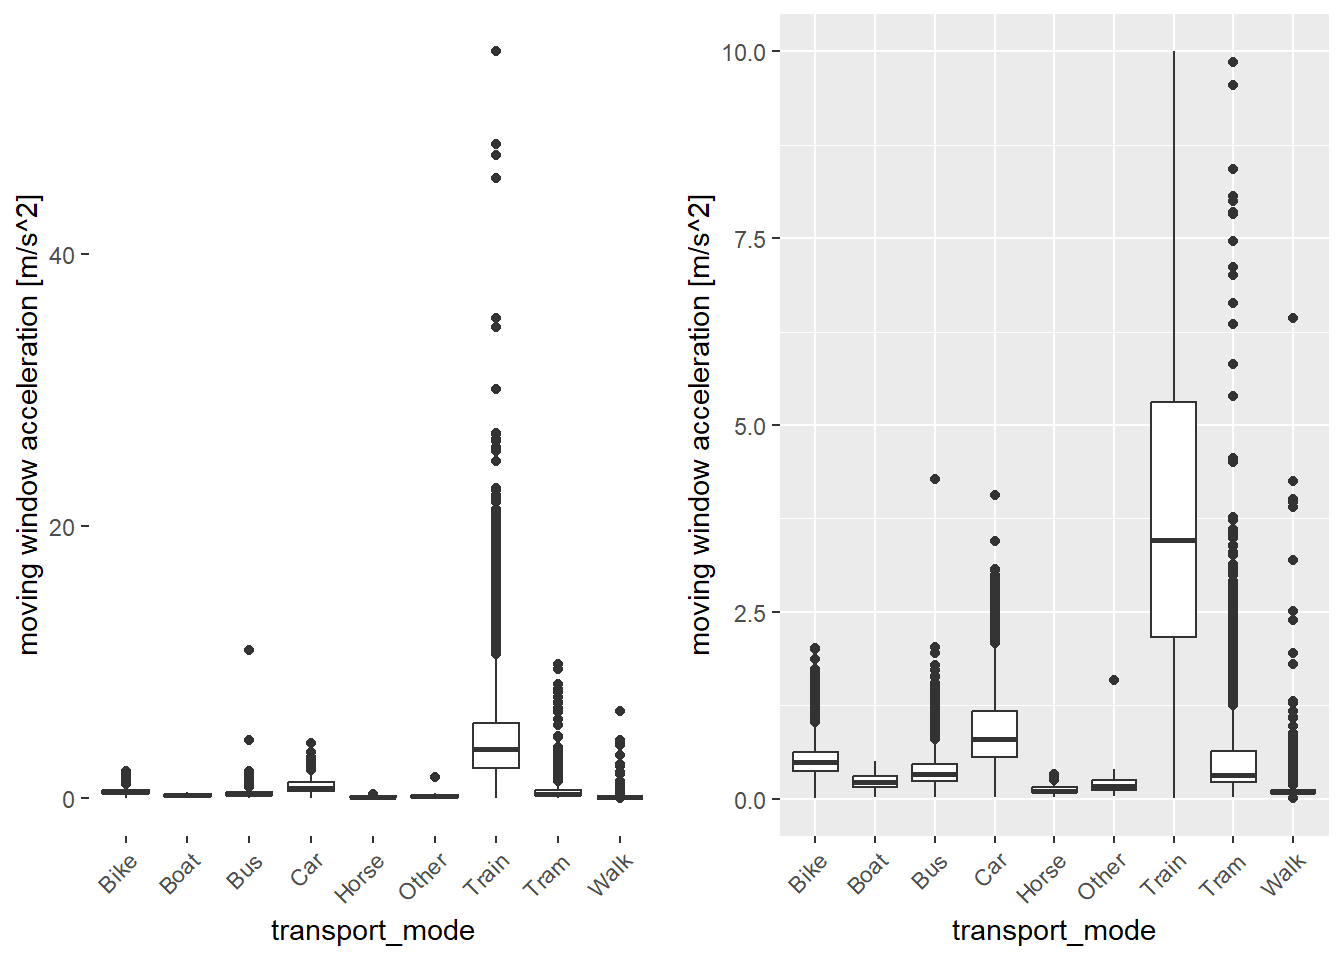 moving window acceleration [m/s^2]
40
20
0
Bike
Boat
Bus
Car
Horse
Other
Train
Tram
Walk
transport_mode
moving window acceleration [m/s^2]
10.0
7.5
5.0
2.5
0.0
Bike
Boat
Bus
Car
Horse
Other
Train
Tram
Walk
transport_mode